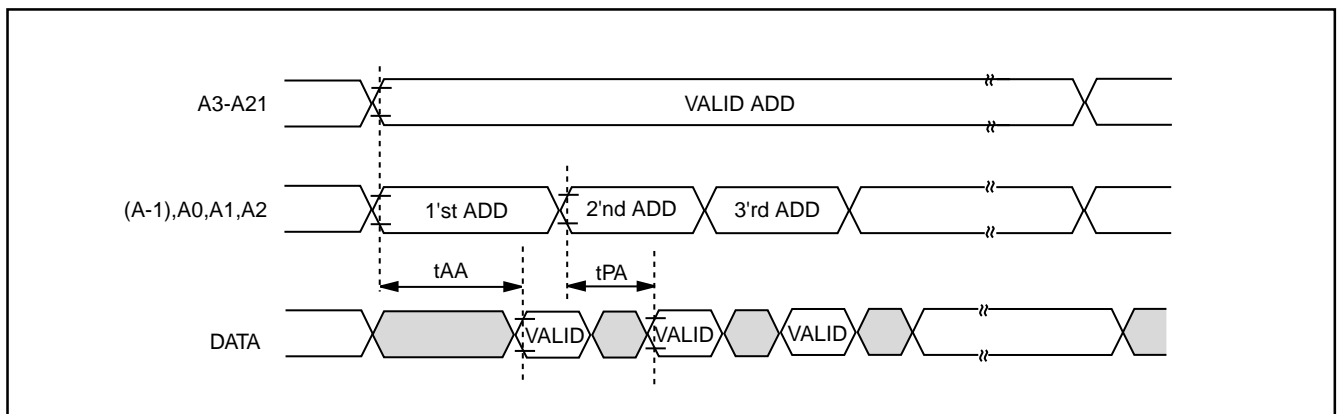 A3-A21
VALID ADD
(A-1),A0,A1,A2
1'st ADD
2'nd ADD
3'rd ADD
tAA
tPA
DATA
VALID
VALID
VALID